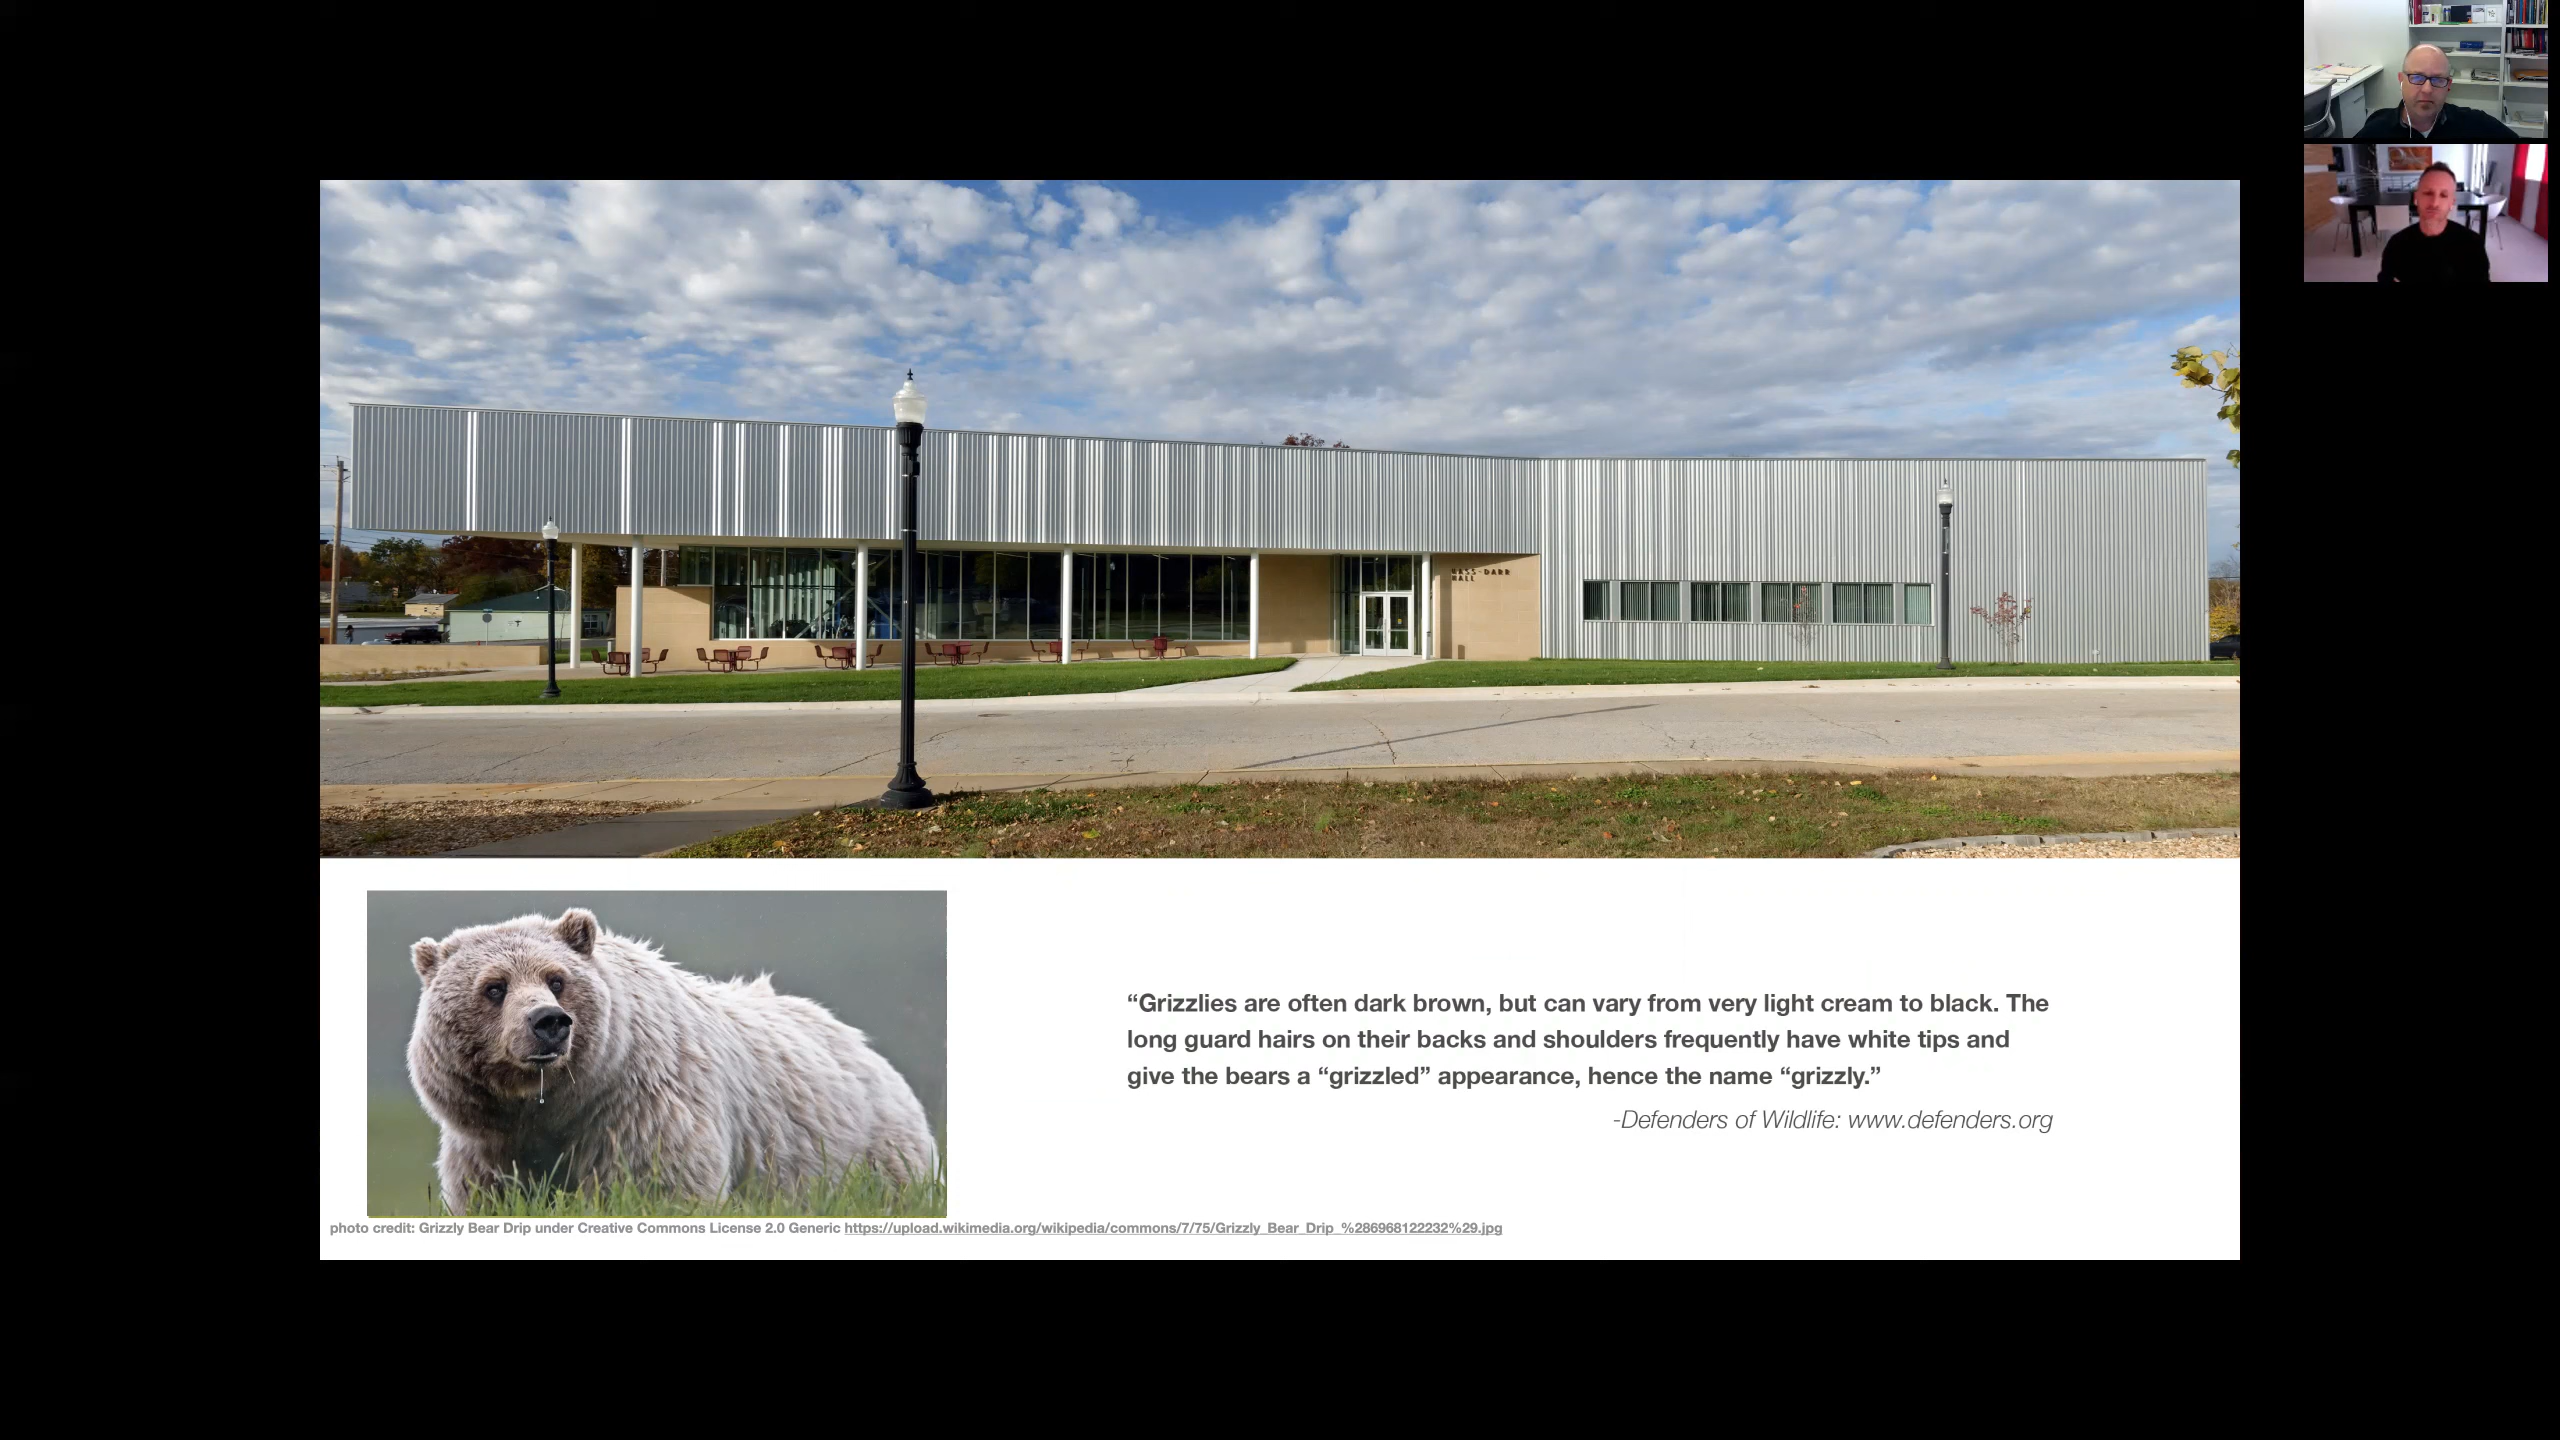 HASS-DARR
HALL
“Grizzlies are often dark brown, but can vary from very light cream to black. The
long guard hairs on their backs and shoulders frequently have white tips and
give the bears a “grizzled” appearance, hence the name “grizzly.”
-Defenders of Wildlife: www.defenders.org
photo credit: Grizzly Bear Drip under Creative Commons License 2.0 Generic https://upload.wikimedia.org/wikipedia/commons/7/75/Grizzly_Bear_Drip_%286968122232%29.jpg